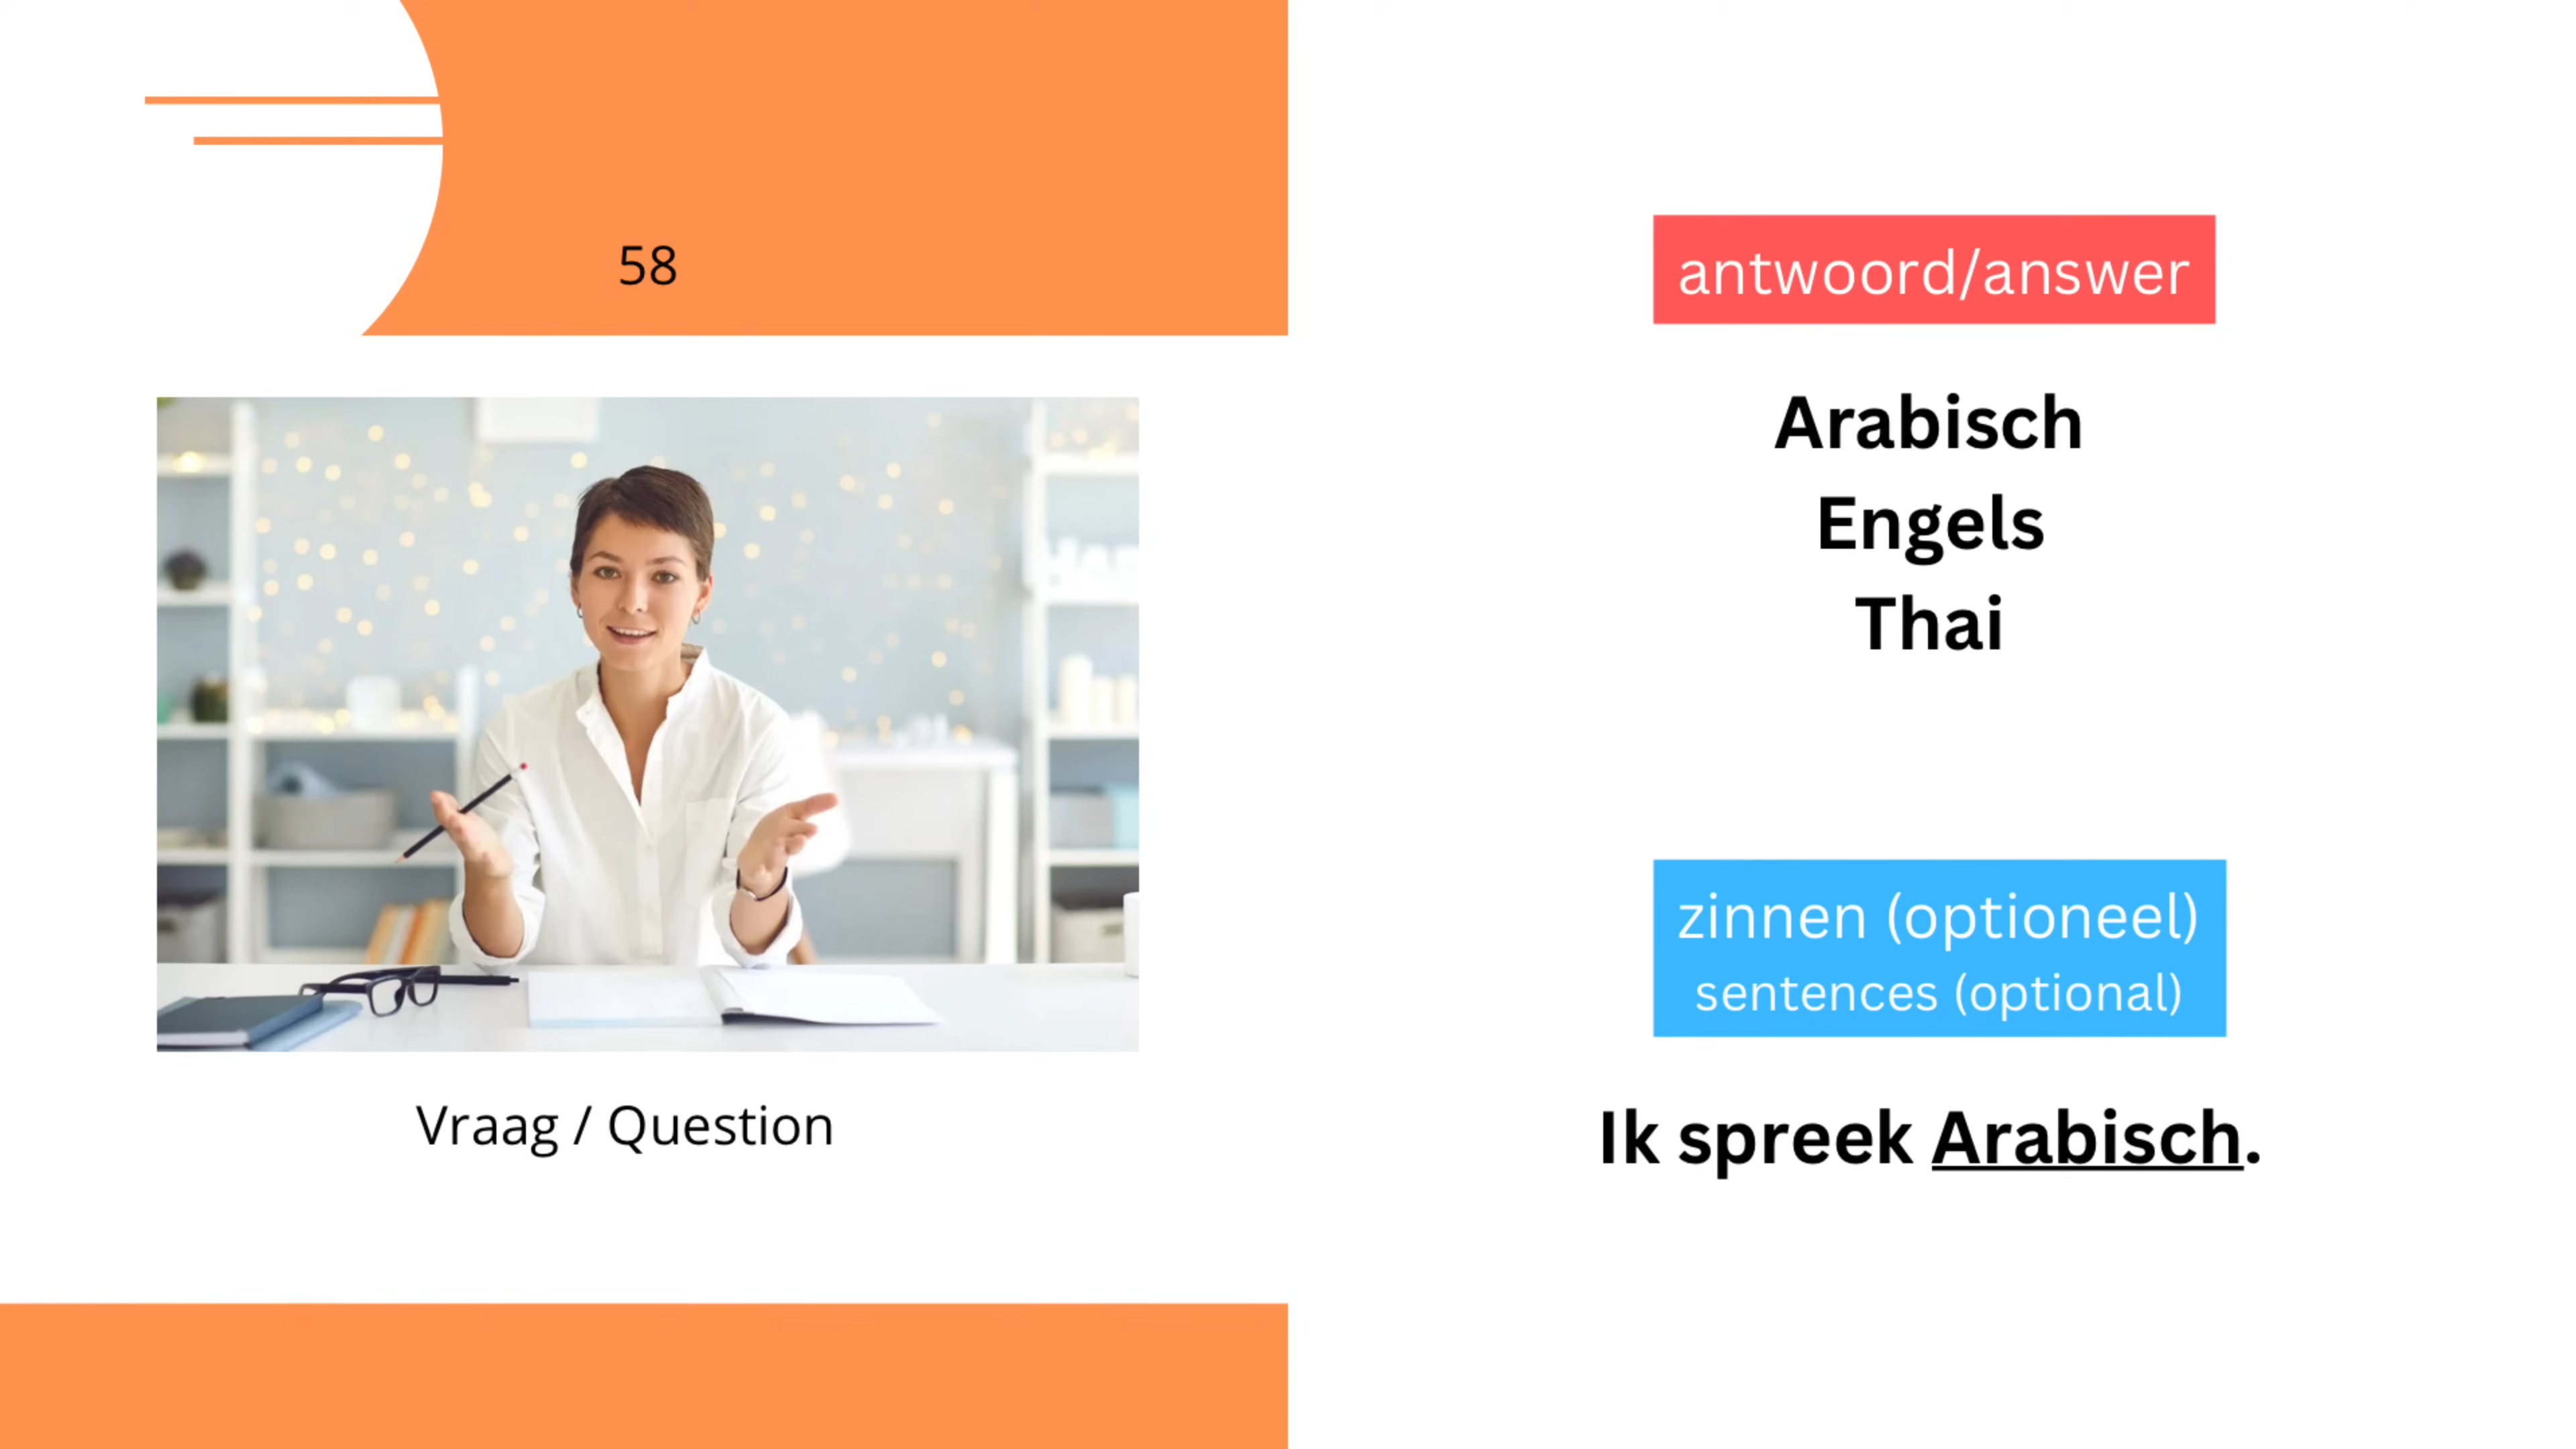 58
Vraag / Question
antwoord/answer
Arabisch
Engels
Thai
zinnen (optioneel)
sentences (optional)
Ik spreek Arabisch.